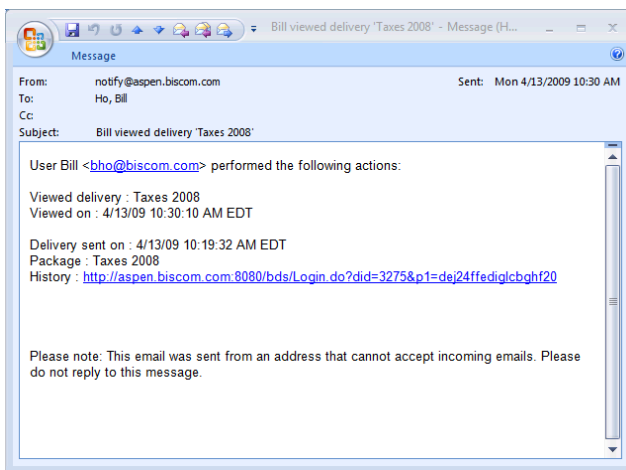 Bill viewed delivery 'Taxes 2008' - Message (H...
Message
From: notify@aspen.biscom.com Sent: Mon 4/13/2009 10:30 AM
To: Ho, Bill
Cc:
Subject: Bill viewed delivery 'Taxes 2008'
User Bill <bho@biscom.com> performed the following actions:
Viewed delivery : Taxes 2008
Viewed on : 4/13/09 10:30:10 AM EDT
Delivery sent on : 4/13/09 10:19:32 AM EDT
Package : Taxes 2008
History : http://aspen.biscom.com:8080/bds/Login.do?did=3275&p1=dej24ffediglcbghf20
Please note: This email was sent from an address that cannot accept incoming emails. Please
do not reply to this message.